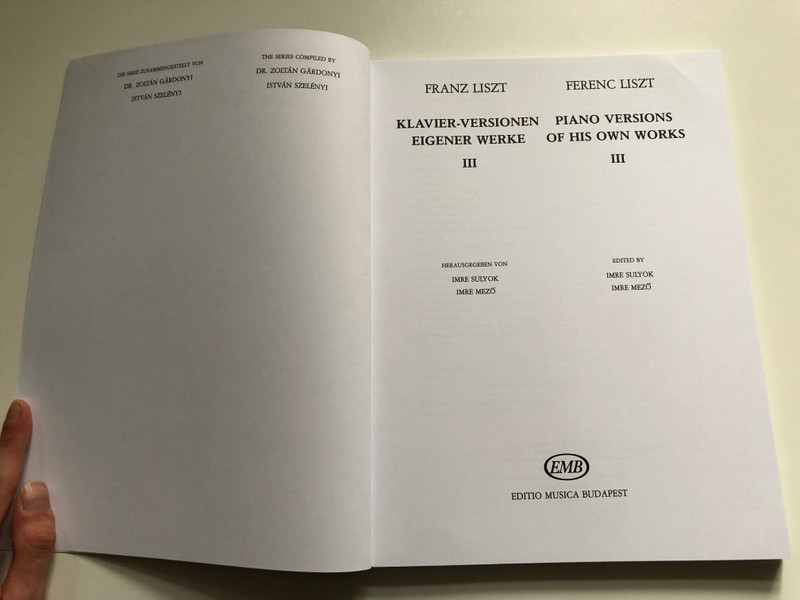 DIE SERIE ZUSAMMENGESTELLT VON
DR. ZOLTÁN GÁRDONYI
ISTVÁN SZELÉNYI
THE SERIES COMPILED BY
DR. ZOLTÁN GÁRDONYI
ISTVÁN SZELÉNYI
FRANZ LISZT
KLAVIER-VERSIONEN
EIGENER WERKE
III
HERAUSGEGEBEN VON
IMRE SULYOK
IMRE MEZŐ
FERENC LISZT
PIANO VERSIONS
OF HIS OWN WORKS
III
EDITED BY
IMRE SULYOK
IMRE MEZŐ
EMB
EDITIO MUSICA BUDAPEST